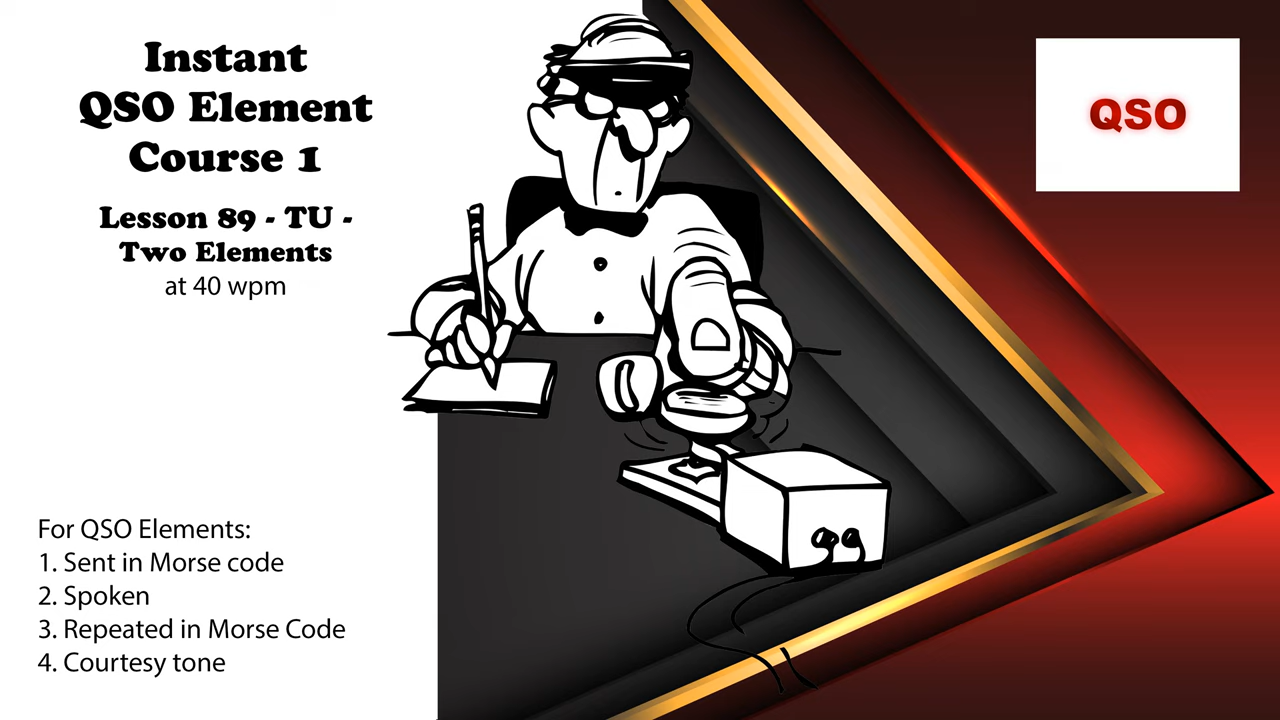 Instant
QSO Element
Course 1
Lesson 89 - TU -
Two Elements
at 40 wpm
QSO
For QSO Elements:
1. Sent in Morse code
2. Spoken
3. Repeated in Morse Code
4. Courtesy tone